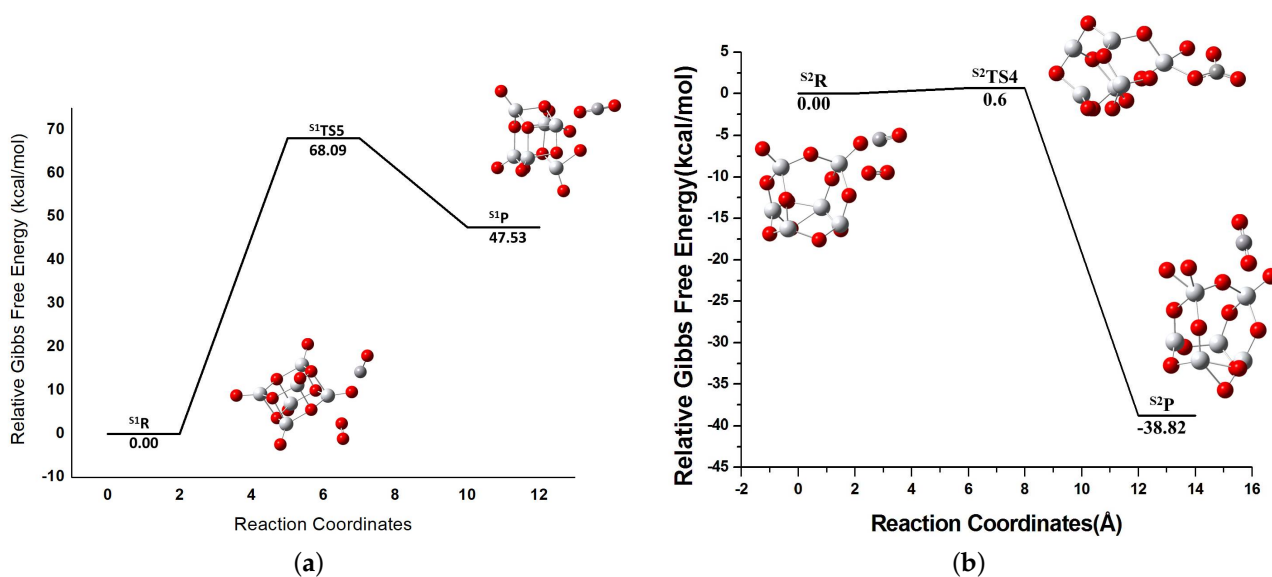 Relative Gibbs Free Energy (kcal/mol)
70
60
50
40
30
20
10
0
-10
S1R
0.00
S1TS5
68.09
S1P
47.53
0 2 4 6 8 10 12
Reaction Coordinates
(a)
Relative Gibbs Free Energy(kcal/mol)
5
0
-5
-10
-15
-20
-25
-30
-35
-40
-45
S2R
0.00
S2TS4
0.6
S2P
-38.82
-2 0 2 4 6 8 10 12 14 16
Reaction Coordinates(Å)
(b)